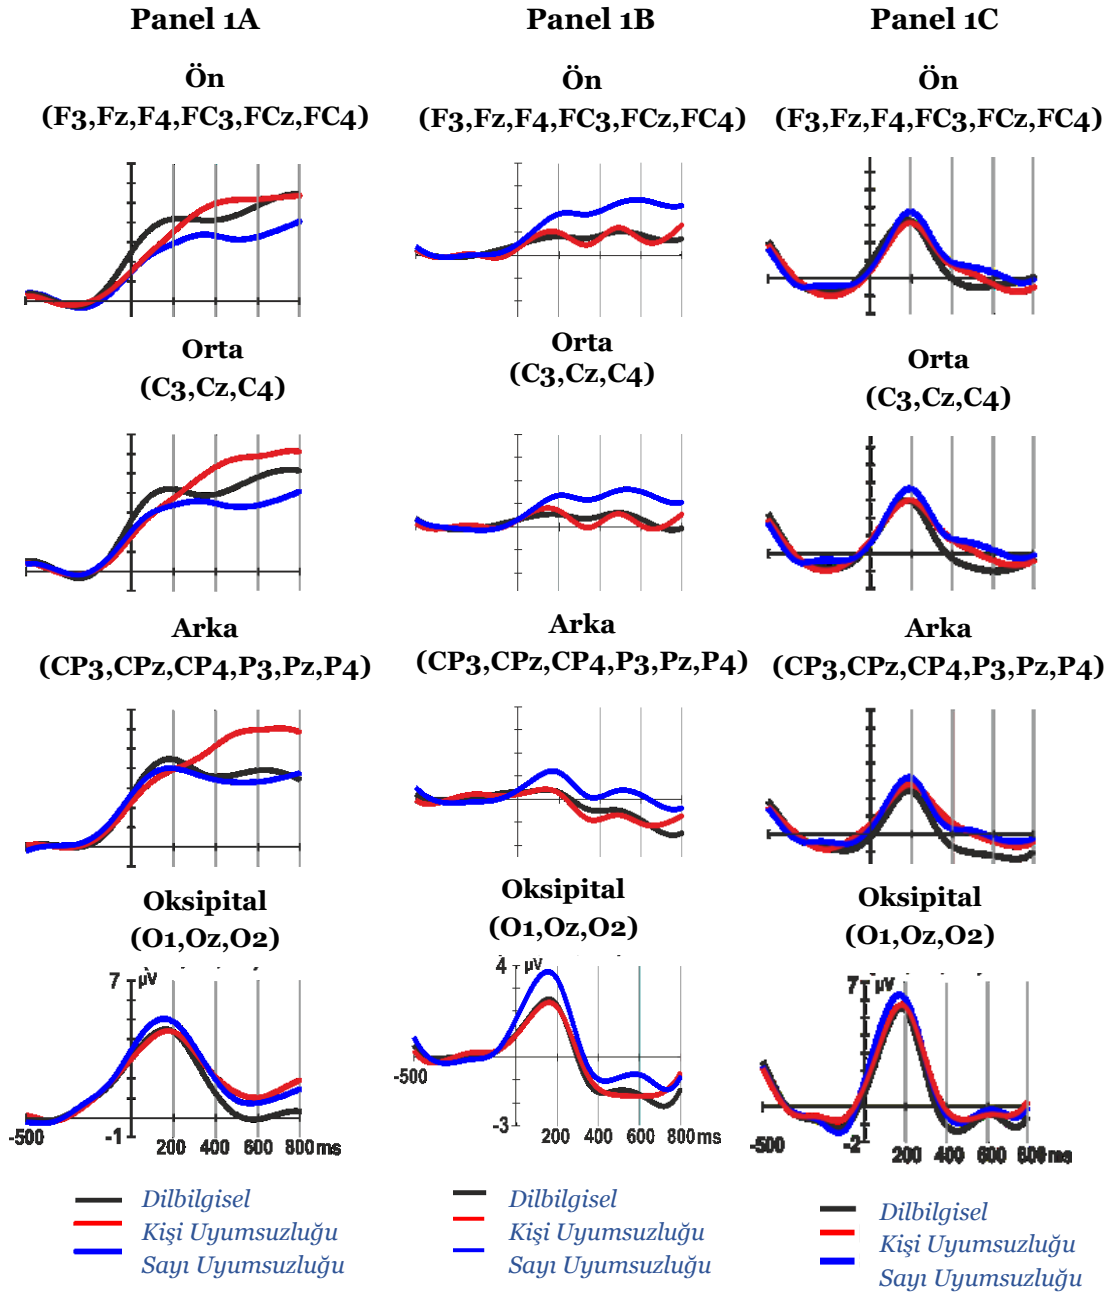 Panel 1A
Ön
(F3,Fz,F4,FC3,FCz,FC4)
Orta
(C3,Cz,C4)
Arka
(CP3,CPz,CP4,P3,Pz,P4)
Oksipital
(O1,Oz,O2)
7
µV
-500
-1
200
400
600
800 ms
Dilbilgisel
Kişi Uyumsuzluğu
Sayı Uyumsuzluğu
Panel 1B
Ön
(F3,Fz,F4,FC3,FCz,FC4)
Orta
(C3,Cz,C4)
Arka
(CP3,CPz,CP4,P3,Pz,P4)
Oksipital
(O1,Oz,O2)
4
µV
-500
-3
200
400
600
800 ms
Dilbilgisel
Kişi Uyumsuzluğu
Sayı Uyumsuzluğu
Panel 1C
Ön
(F3,Fz,F4,FC3,FCz,FC4)
Orta
(C3,Cz,C4)
Arka
(CP3,CPz,CP4,P3,Pz,P4)
Oksipital
(O1,Oz,O2)
7
µV
-500
-2
200
400
600
800 ms
Dilbilgisel
Kişi Uyumsuzluğu
Sayı Uyumsuzluğu